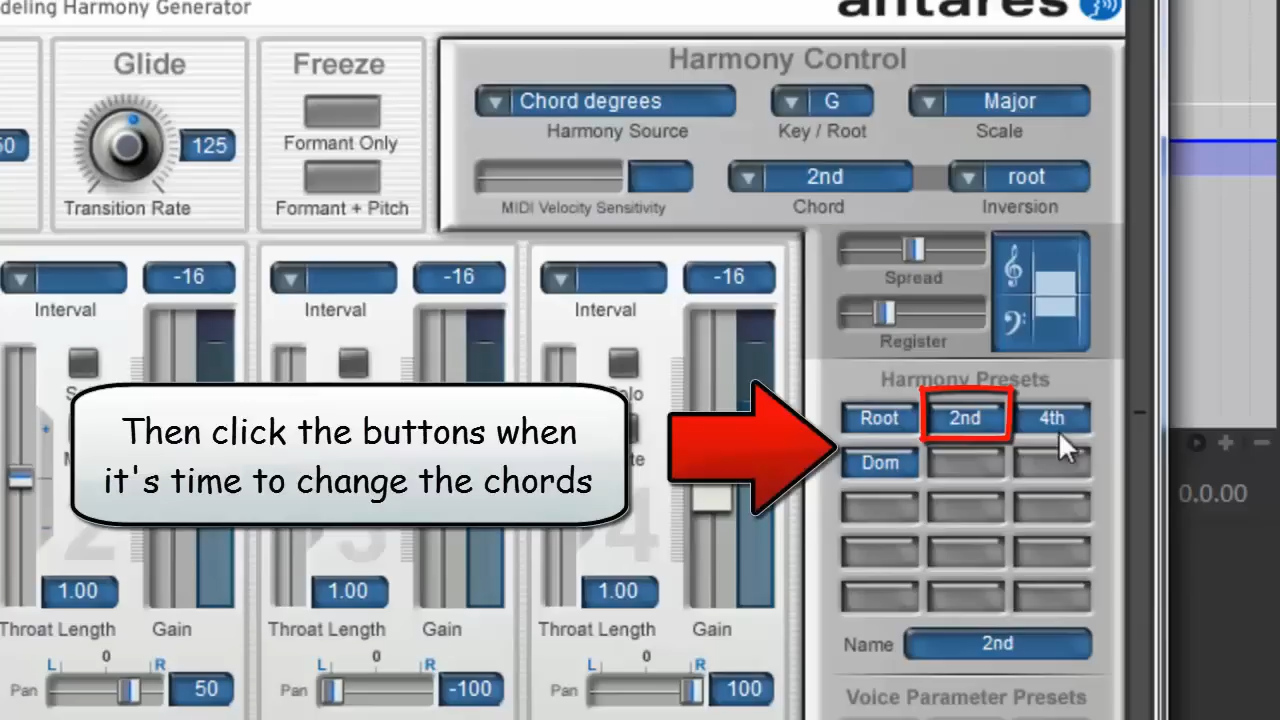 deling Harmony Generator
antares
Glide
125
Transition Rate
Freeze
Formant Only
Formant + Pitch
Harmony Control
Chord degrees
G
Major
Harmony Source
Key / Root
Scale
2nd
root
MIDI Velocity Sensitivity
Chord
Inversion
-16
-16
-16
Interval
Interval
Interval
Spread
Register
Then click the buttons when
it's time to change the chords
Harmony Presets
Root
2nd
4th
Dom
0.0.00
1.00
1.00
1.00
Throat Length
Gain
Throat Length
Gain
Throat Length
Gain
Name
2nd
L
0
R
L
0
R
L
0
R
Pan
50
Pan
-100
Pan
100
Voice Parameter Presets